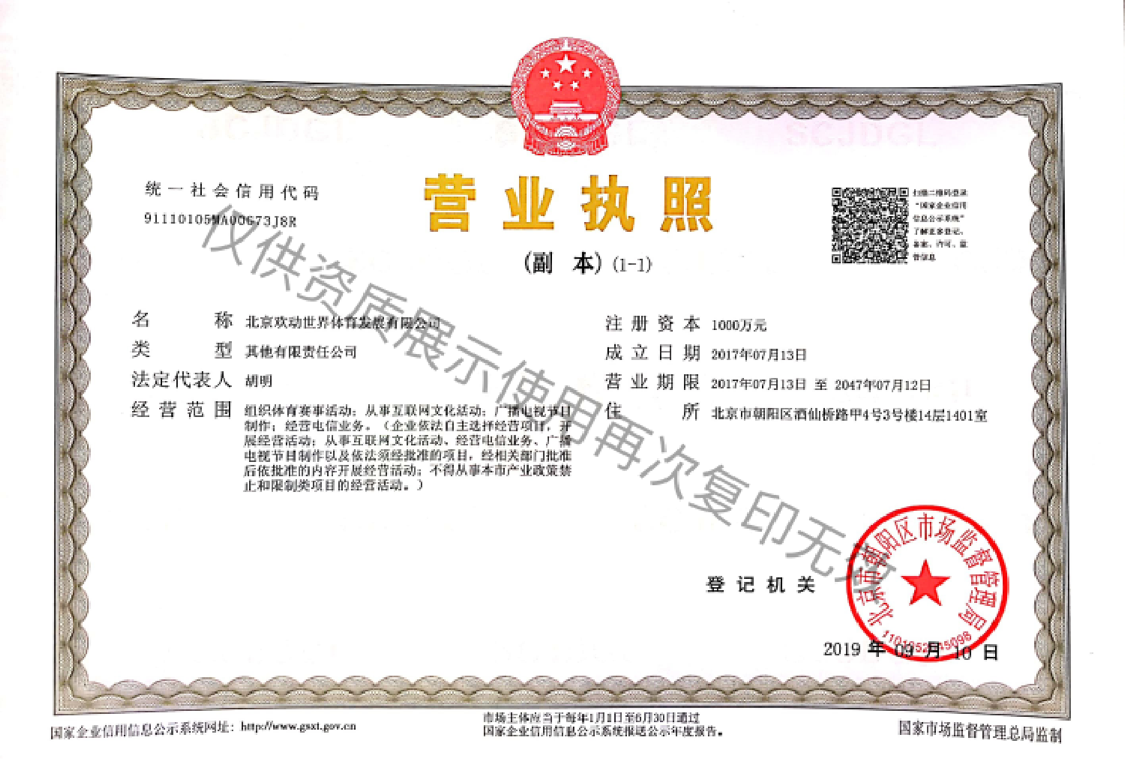 统一社会信用代码
91110105MA00G73J8R
营业执照
(副 本) (1-1)
扫描二维码登录
“国家企业信用
信息公示系统”
了解更多登记、
备案、许可、监
管信息
名 称 北京欢动世界体育发展有限公司
类 型 其他有限责任公司
法定代表人 胡明
经营范围 组织体育赛事活动；从事互联网文化活动；广播电视节目
制作；经营电信业务。（企业依法自主选择经营项目，开
展经营活动；从事互联网文化活动、经营电信业务、广播
电视节目制作以及依法须经批准的项目，经相关部门批准
后依批准的内容开展经营活动；不得从事本市产业政策禁
止和限制类项目的经营活动。）
注册资本 1000万元
成立日期 2017年07月13日
营业期限 2017年07月13日 至 2047年07月12日
住 所 北京市朝阳区酒仙桥路甲4号3号楼14层1401室
仅供资质展示使用再次复印无效
登记机关
北京市朝阳区市场监督管理局
2019 年 09 月 10 日
国家企业信用信息公示系统网址：http://www.gsxt.gov.cn
市场主体应当于每年1月1日至6月30日通过
国家企业信用信息公示系统报送公示年度报告。
国家市场监督管理总局监制